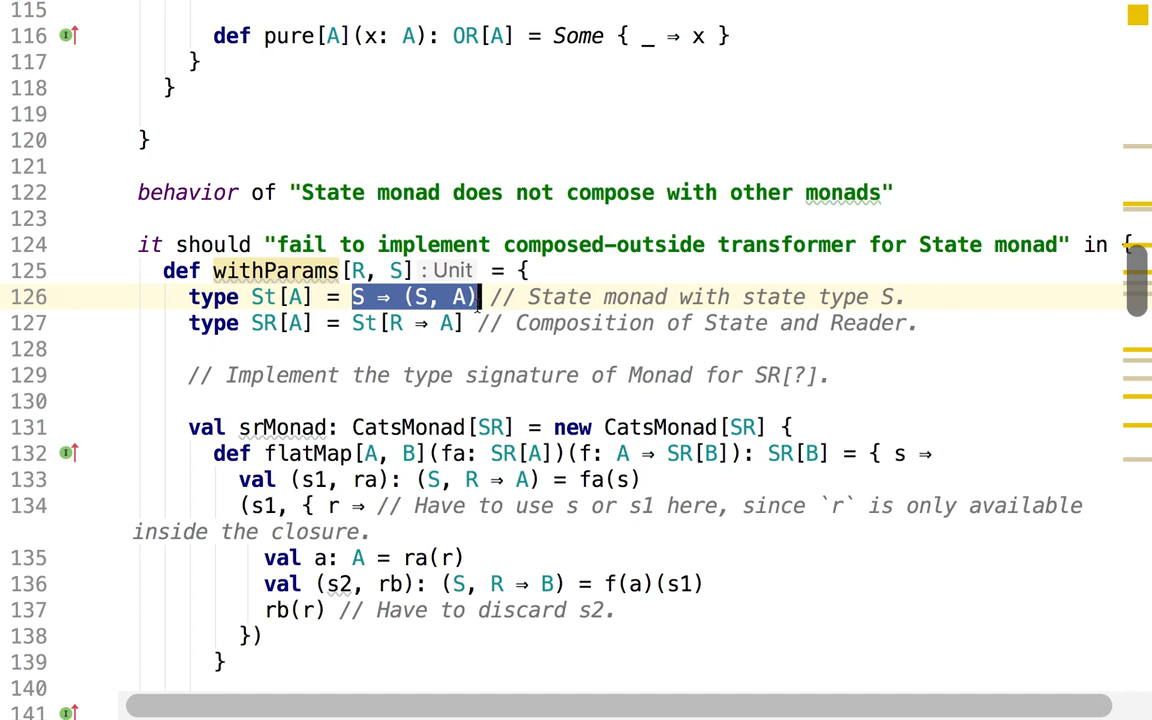 115
116 def pure[A](x: A): OR[A] = Some { _ ⇒ x }
117 }
118 }
119
120 }
121
122 behavior of "State monad does not compose with other monads"
123
124 it should "fail to implement composed-outside transformer for State monad" in {
125 def withParams[R, S] : Unit = {
126 type St[A] = S ⇒ (S, A) // State monad with state type S.
127 type SR[A] = St[R ⇒ A] // Composition of State and Reader.
128
129 // Implement the type signature of Monad for SR[?].
130
131 val srMonad: CatsMonad[SR] = new CatsMonad[SR] {
132 def flatMap[A, B](fa: SR[A])(f: A ⇒ SR[B]): SR[B] = { s ⇒
133 val (s1, ra): (S, R ⇒ A) = fa(s)
134 (s1, { r ⇒ // Have to use s or s1 here, since `r` is only available
inside the closure.
135 val a: A = ra(r)
136 val (s2, rb): (S, R ⇒ B) = f(a)(s1)
137 rb(r) // Have to discard s2.
138 })
139 }
140
141